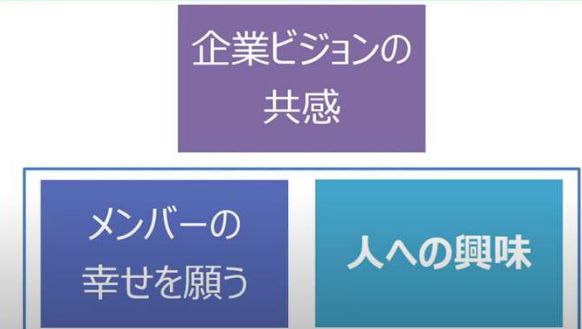 企業ビジョンの
共感
メンバーの
幸せを願う
人への興味